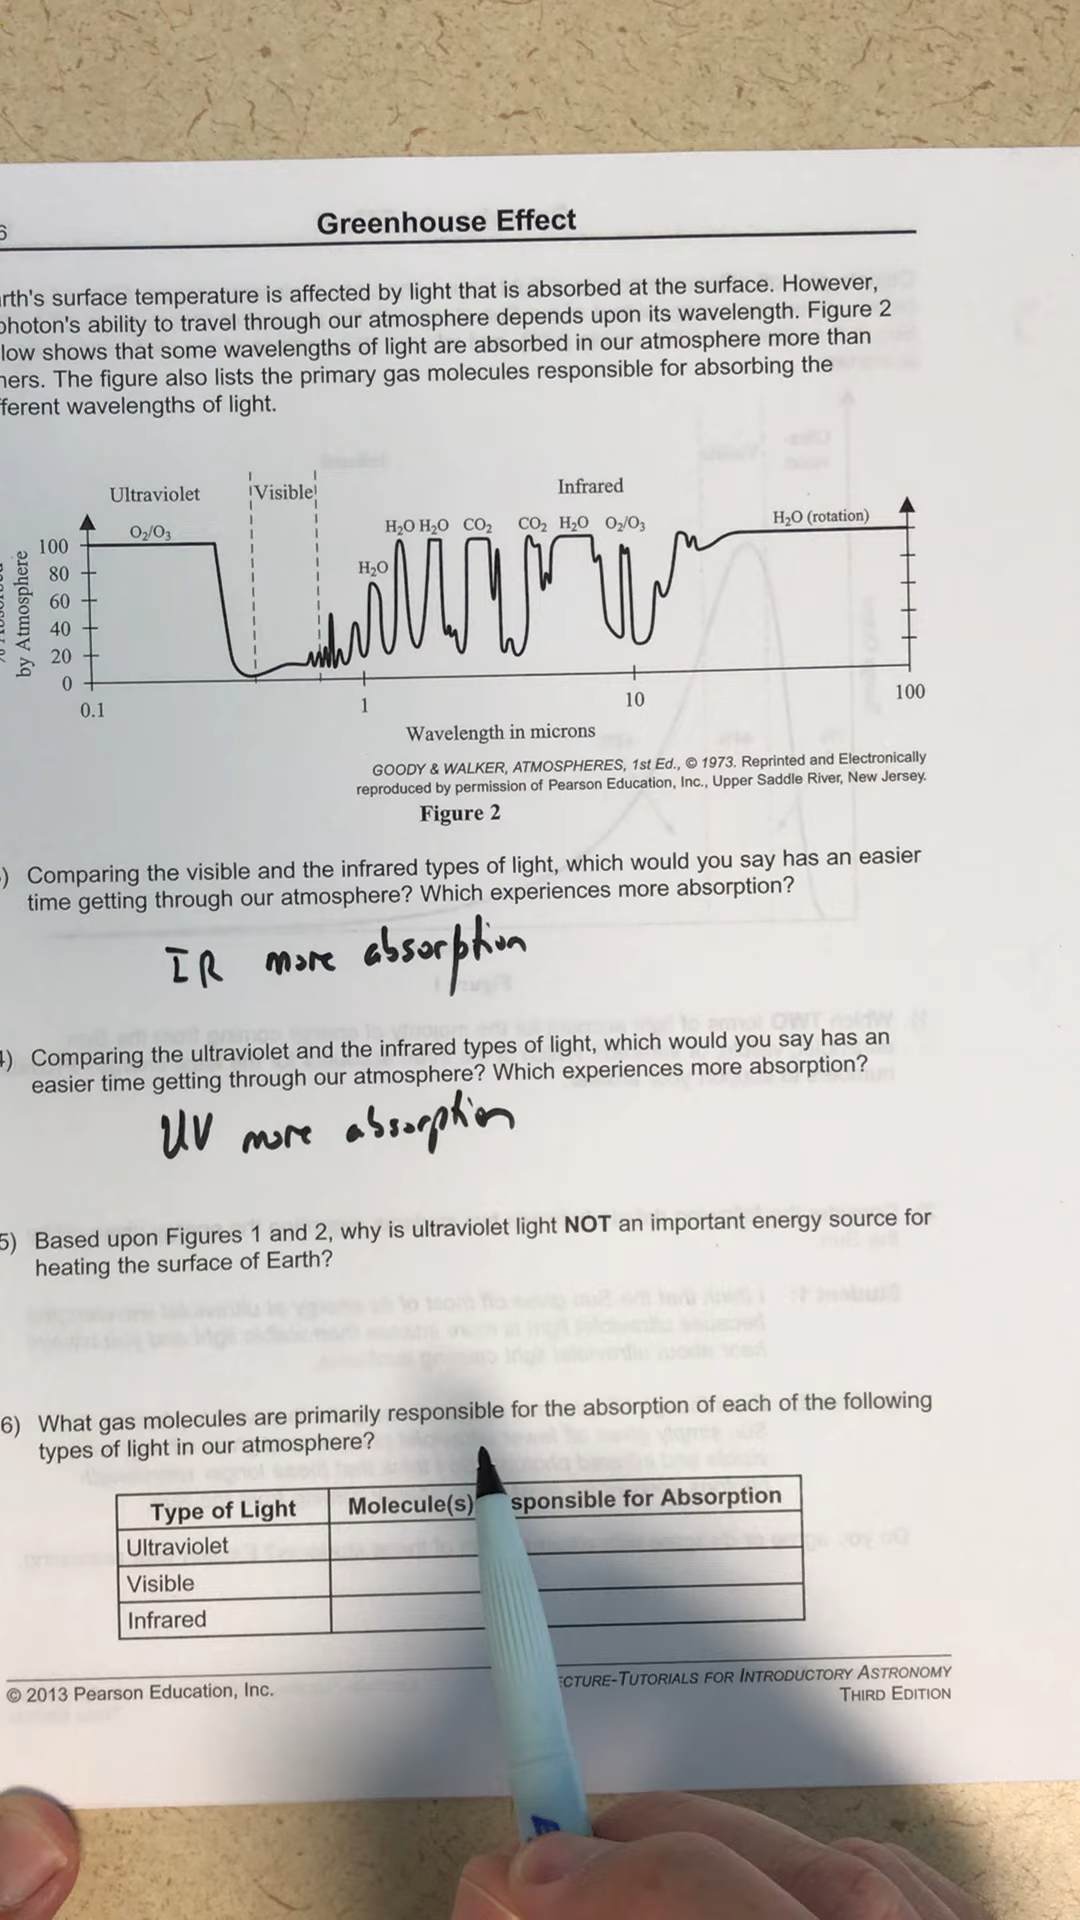 6
Greenhouse Effect
rth's surface temperature is affected by light that is absorbed at the surface. However,
photon's ability to travel through our atmosphere depends upon its wavelength. Figure 2
low shows that some wavelengths of light are absorbed in our atmosphere more than
hers. The figure also lists the primary gas molecules responsible for absorbing the
fferent wavelengths of light.
Ultraviolet Visible Infrared
O₂/O₃ H₂O H₂O H₂O CO₂ CO₂ H₂O O₂/O₃ H₂O (rotation)
by Atmosphere
100
80
60
40
20
0
0.1 1 10 100
Wavelength in microns
GOODY & WALKER, ATMOSPHERES, 1st Ed., © 1973. Reprinted and Electronically
reproduced by permission of Pearson Education, Inc., Upper Saddle River, New Jersey.
Figure 2
) Comparing the visible and the infrared types of light, which would you say has an easier
time getting through our atmosphere? Which experiences more absorption?
IR more absorption
4) Comparing the ultraviolet and the infrared types of light, which would you say has an
easier time getting through our atmosphere? Which experiences more absorption?
UV more absorption
5) Based upon Figures 1 and 2, why is ultraviolet light NOT an important energy source for
heating the surface of Earth?
6) What gas molecules are primarily responsible for the absorption of each of the following
types of light in our atmosphere?
Type of Light Molecule(s) sponsible for Absorption
Ultraviolet
Visible
Infrared
© 2013 Pearson Education, Inc. ECTURE-TUTORIALS FOR INTRODUCTORY ASTRONOMY
THIRD EDITION